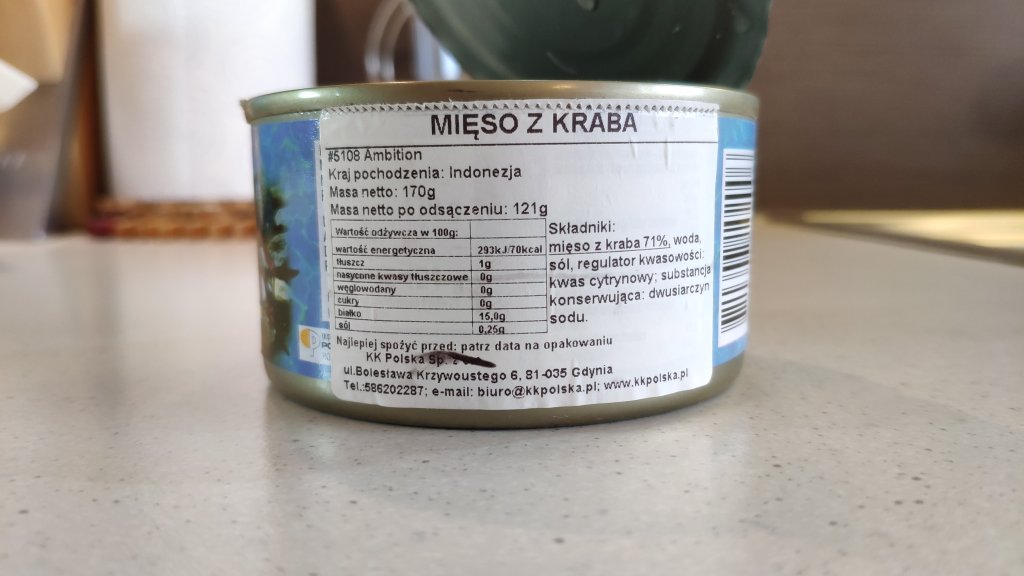 MIĘSO Z KRABA
#5108 Ambition
Kraj pochodzenia: Indonezja
Masa netto: 170g
Masa netto po odsączeniu: 121g
Wartość odżywcza w 100g:
wartość energetyczna 293kJ/70kcal
tłuszcz 1g
nasycone kwasy tłuszczowe 0g
węglowodany 0g
cukry 0g
białko 15,0g
sól 0,25g
Składniki:
mięso z kraba 71%, woda,
sól, regulator kwasowości:
kwas cytrynowy; substancja
konserwująca: dwusiarczyn
sodu.
Najlepiej spożyć przed: patrz data na opakowaniu
KK Polska Sp. z
ul.Bolesława Krzywoustego 6, 81-035 Gdynia
Tel.:586202287; e-mail: biuro@kkpolska.pl; www.kkpolska.pl